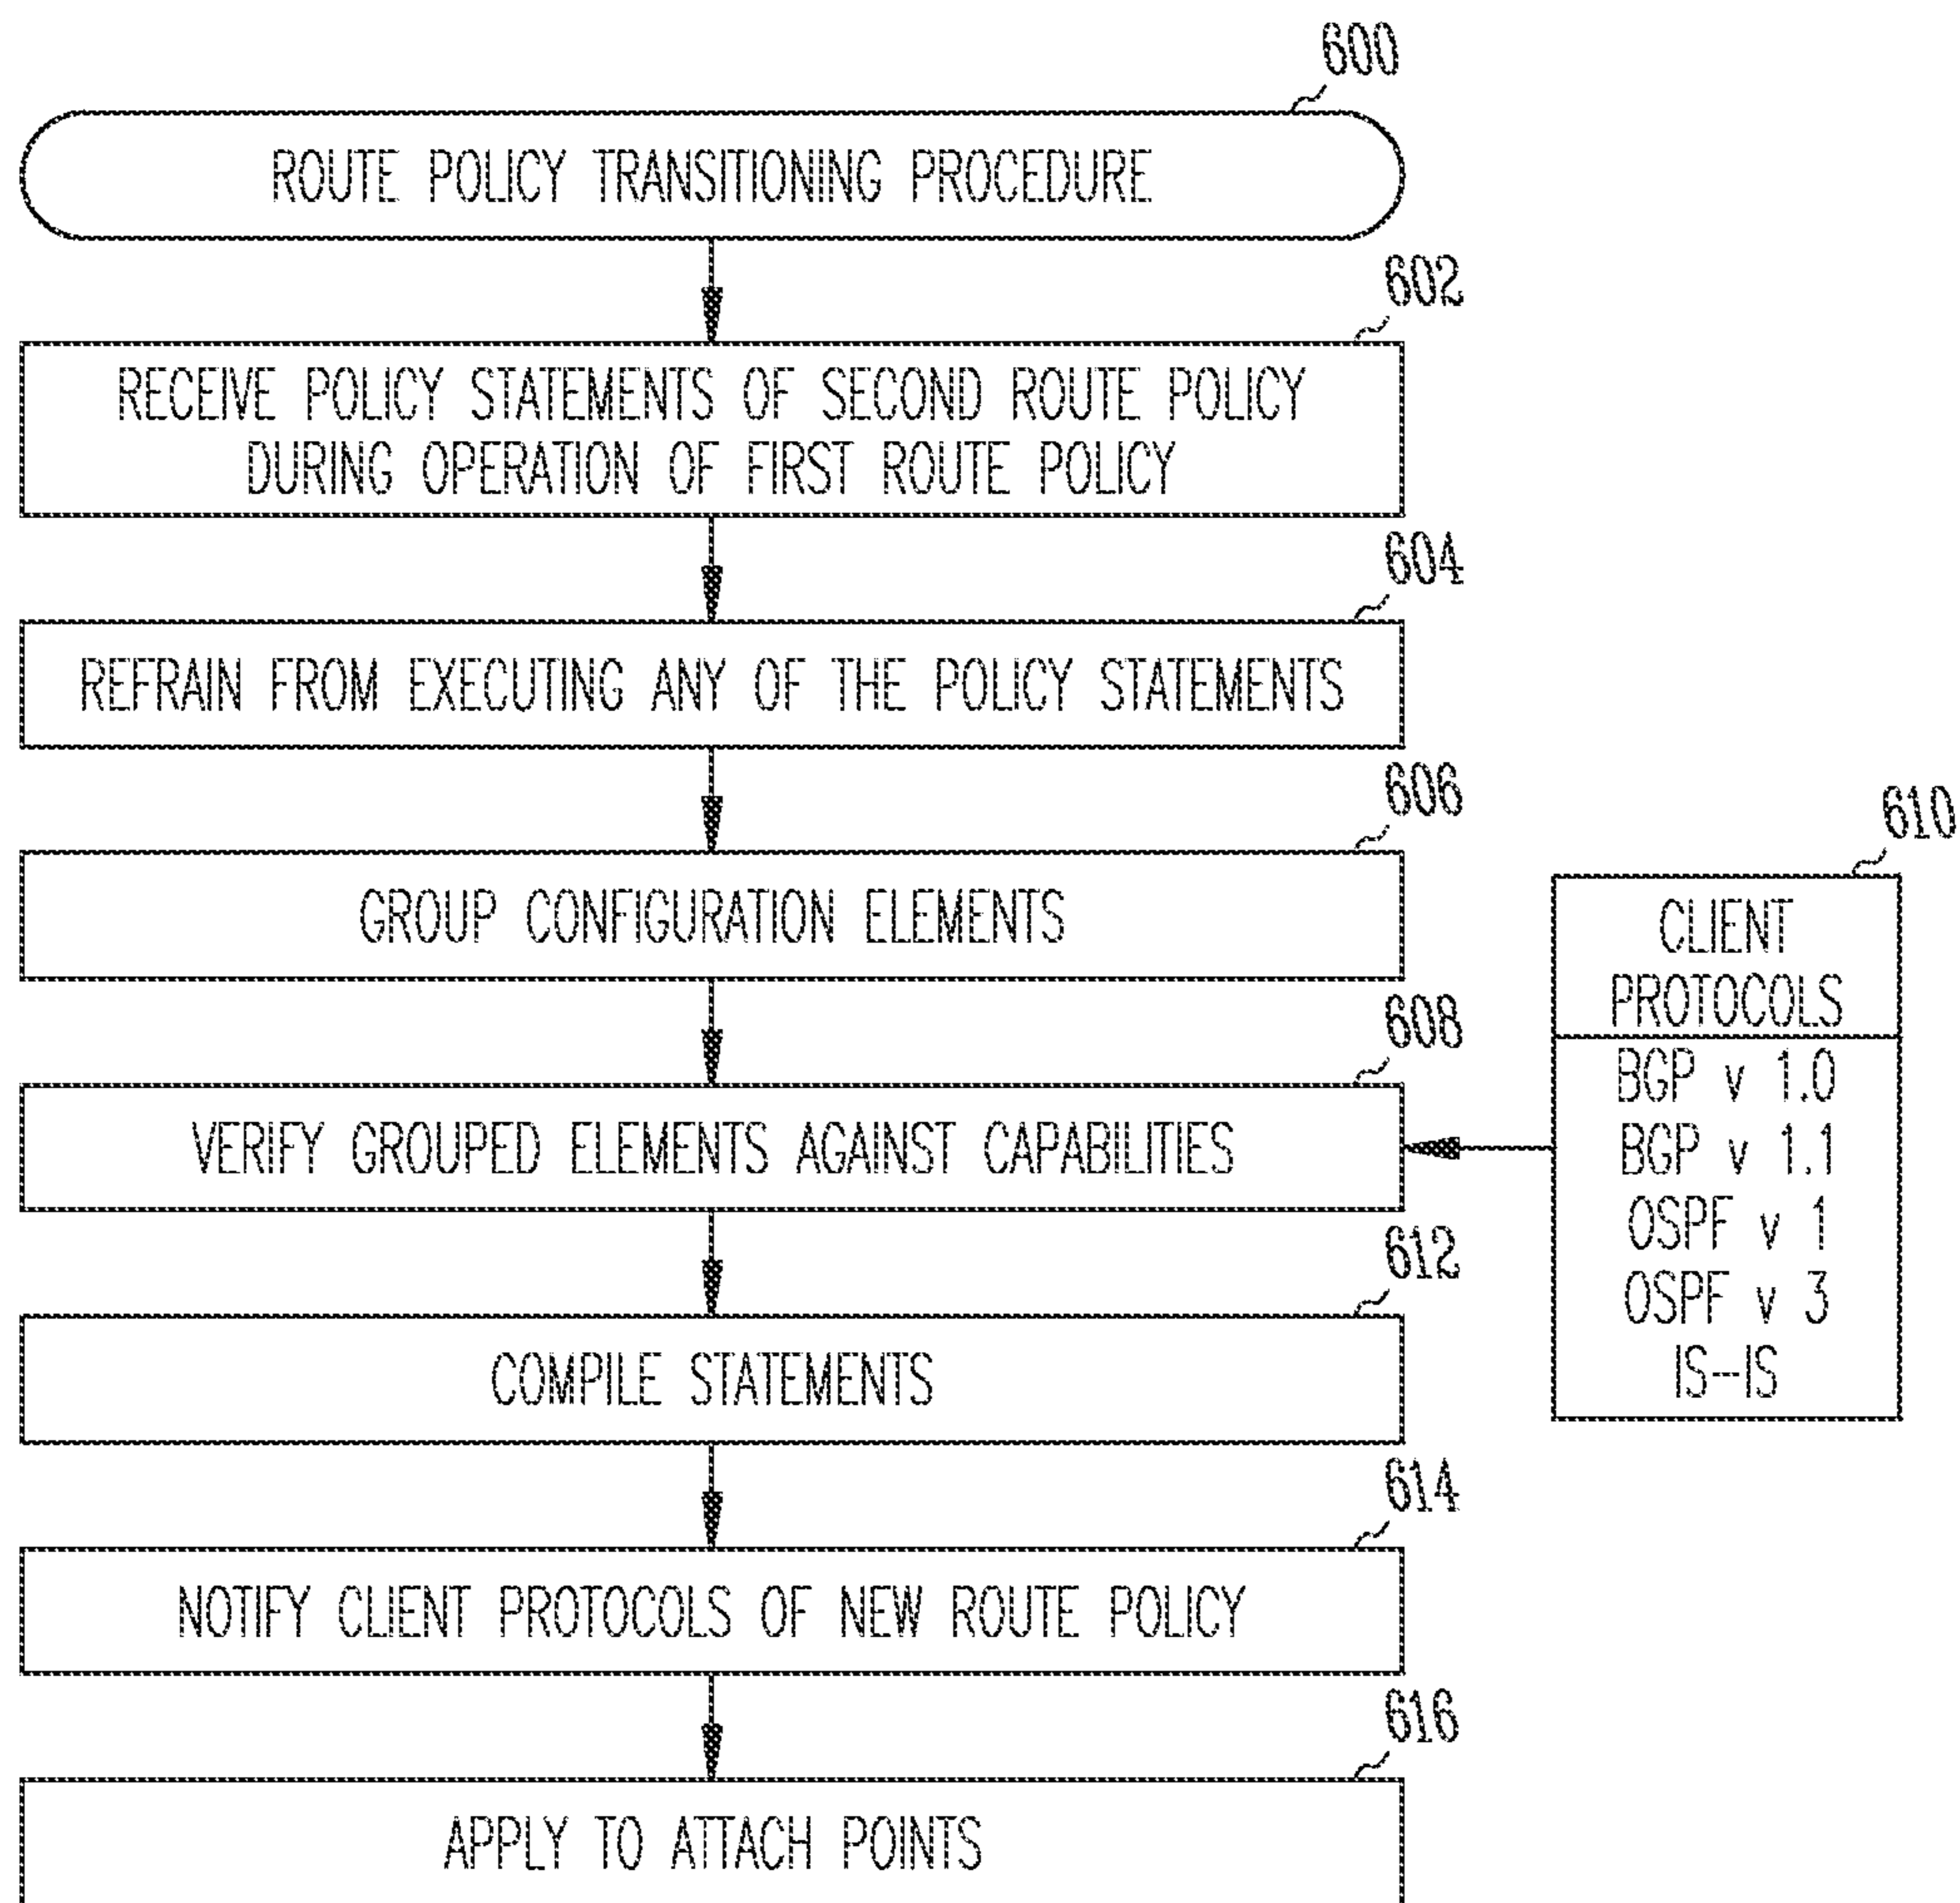 600
ROUTE POLICY TRANSITIONING PROCEDURE
602
RECEIVE POLICY STATEMENTS OF SECOND ROUTE POLICY
DURING OPERATION OF FIRST ROUTE POLICY
604
REFRAIN FROM EXECUTING ANY OF THE POLICY STATEMENTS
606
GROUP CONFIGURATION ELEMENTS
608
VERIFY GROUPED ELEMENTS AGAINST CAPABILITIES
610
CLIENT
PROTOCOLS
BGP v 1.0
BGP v 1.1
OSPF v 1
OSPF v 3
IS--IS
612
COMPILE STATEMENTS
614
NOTIFY CLIENT PROTOCOLS OF NEW ROUTE POLICY
616
APPLY TO ATTACH POINTS